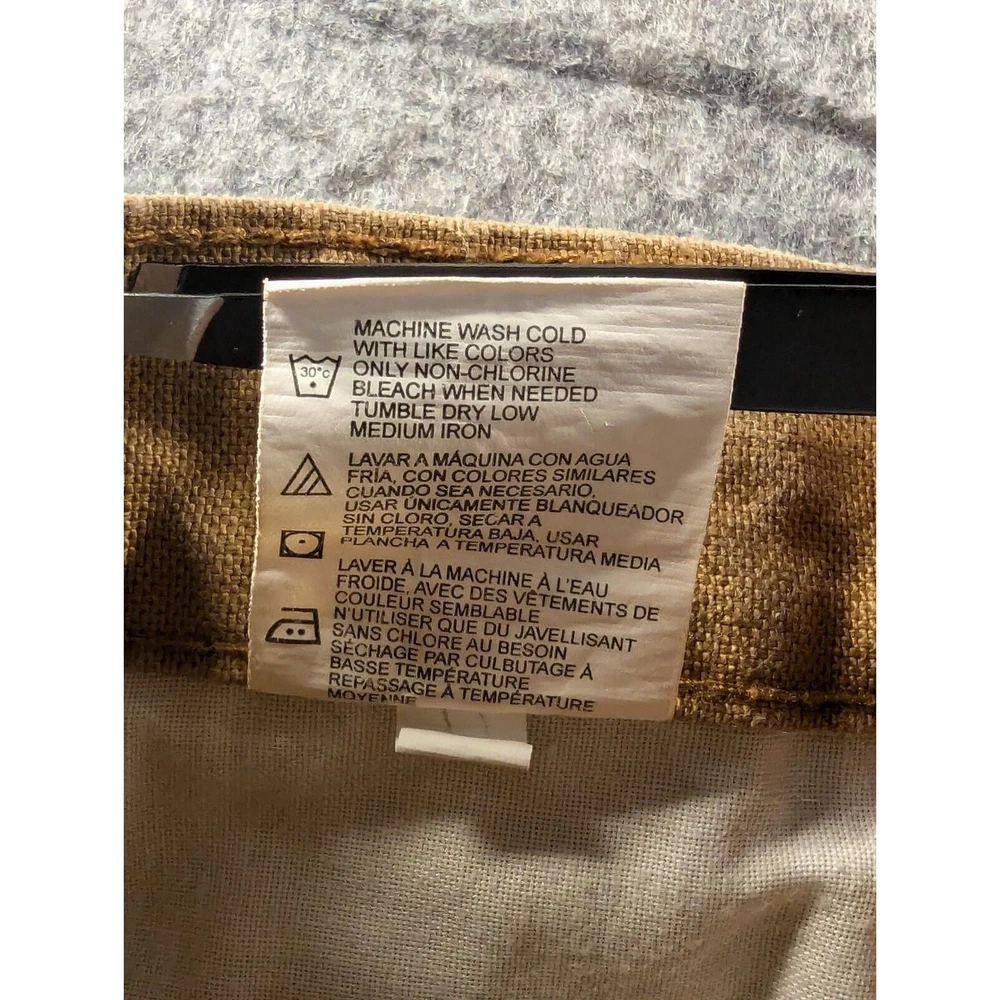 MACHINE WASH COLD
WITH LIKE COLORS
30°C ONLY NON-CHLORINE
BLEACH WHEN NEEDED
TUMBLE DRY LOW
MEDIUM IRON
LAVAR A MÁQUINA CON AGUA
FRÍA, CON COLORES SIMILARES
CUANDO SEA NECESARIO.
USAR ÚNICAMENTE BLANQUEADOR
SIN CLORO. SECAR A
TEMPERATURA BAJA. USAR
PLANCHA A TEMPERATURA MEDIA
LAVER À LA MACHINE À L'EAU
FROIDE, AVEC DES VÊTEMENTS DE
COULEUR SEMBLABLE
N'UTILISER QUE DU JAVELLISANT
SANS CHLORE AU BESOIN
SÉCHAGE PAR CULBUTAGE À
BASSE TEMPÉRATURE
REPASSAGE À TEMPÉRATURE
MOYENNE